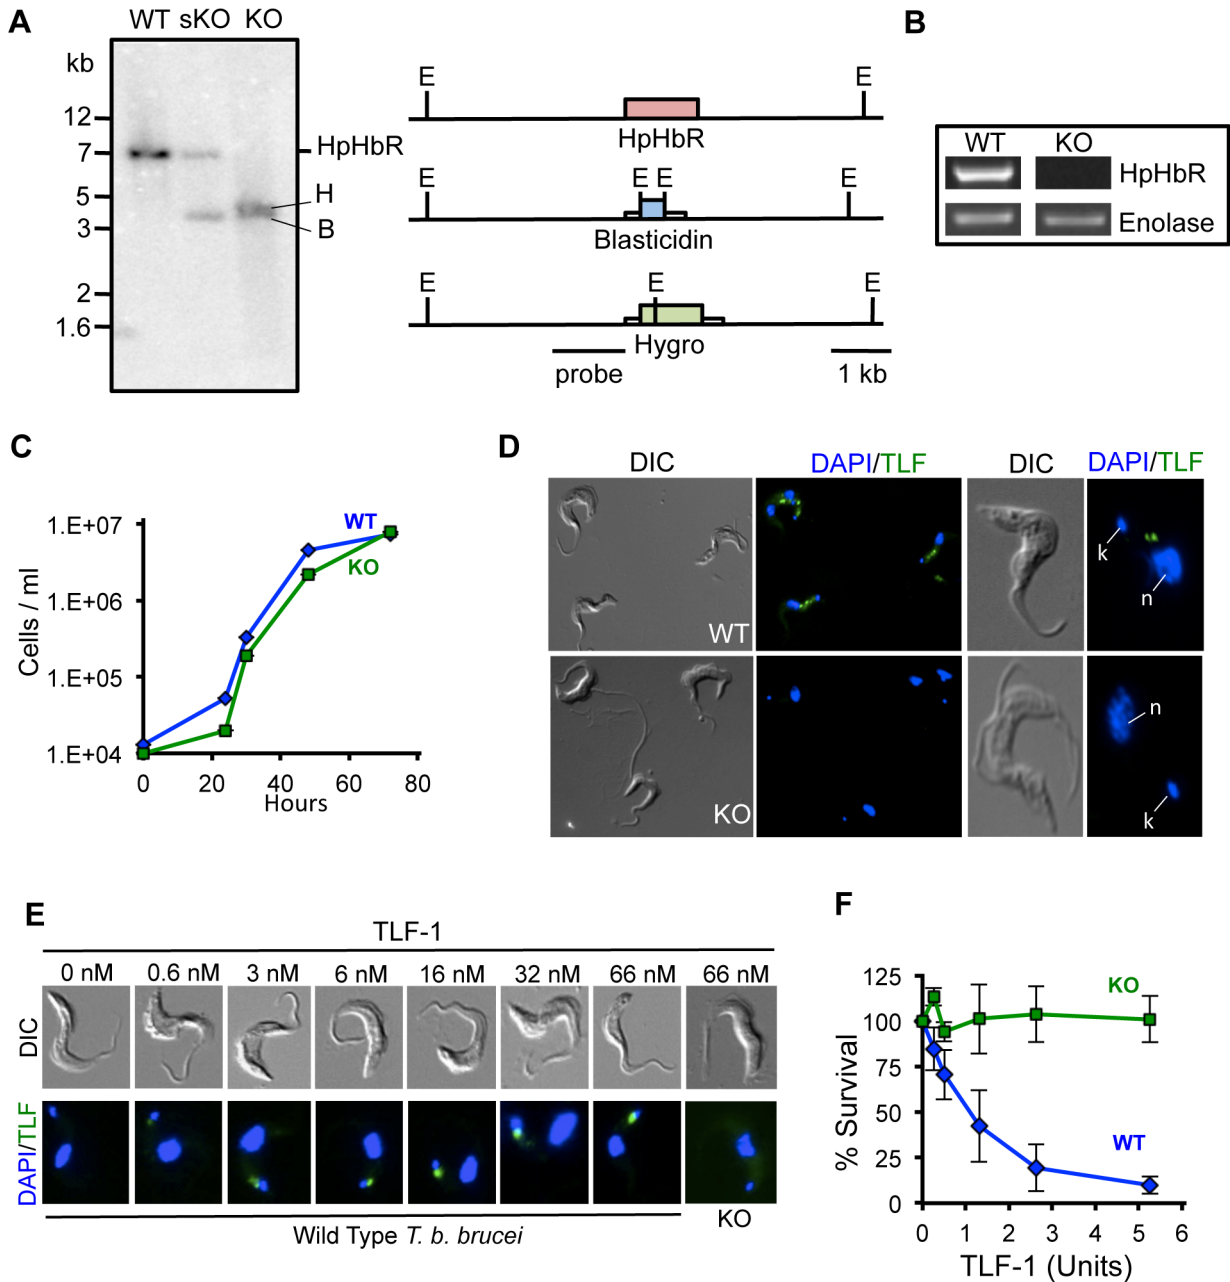 A
WT sKO KO
kb
12
7
5
3
2
1.6
HpHbR
H
B
E
E
HpHbR
E
E E
E
Blasticidin
E
E
E
Hygro
probe
1 kb
B
WT KO
HpHbR
Enolase
C
1.E+07
1.E+06
1.E+05
1.E+04
Cells / ml
WT
KO
0 20 40 60 80
Hours
D
DIC DAPI/TLF DIC DAPI/TLF
WT
k
n
KO
n
k
E
TLF-1
0 nM 0.6 nM 3 nM 6 nM 16 nM 32 nM 66 nM 66 nM
DIC
DAPI/TLF
Wild Type T. b. brucei
KO
F
125
100
75
50
25
0
% Survival
KO
WT
0 1 2 3 4 5 6
TLF-1 (Units)